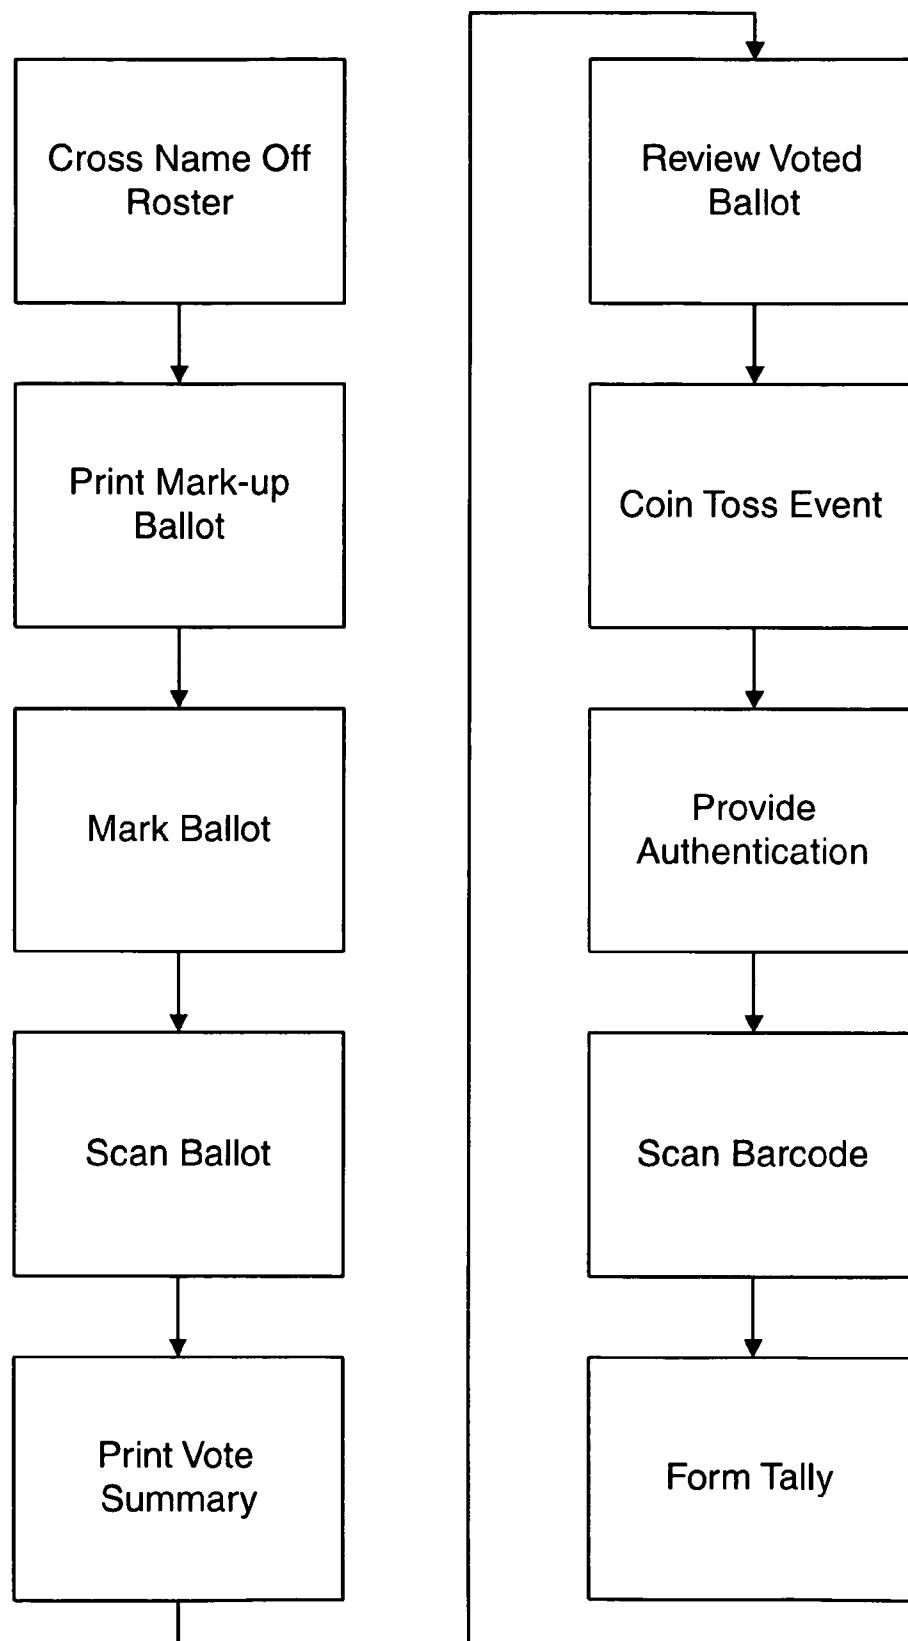 Cross Name Off
Roster
Print Mark-up
Ballot
Mark Ballot
Scan Ballot
Print Vote
Summary
Review Voted
Ballot
Coin Toss Event
Provide
Authentication
Scan Barcode
Form Tally